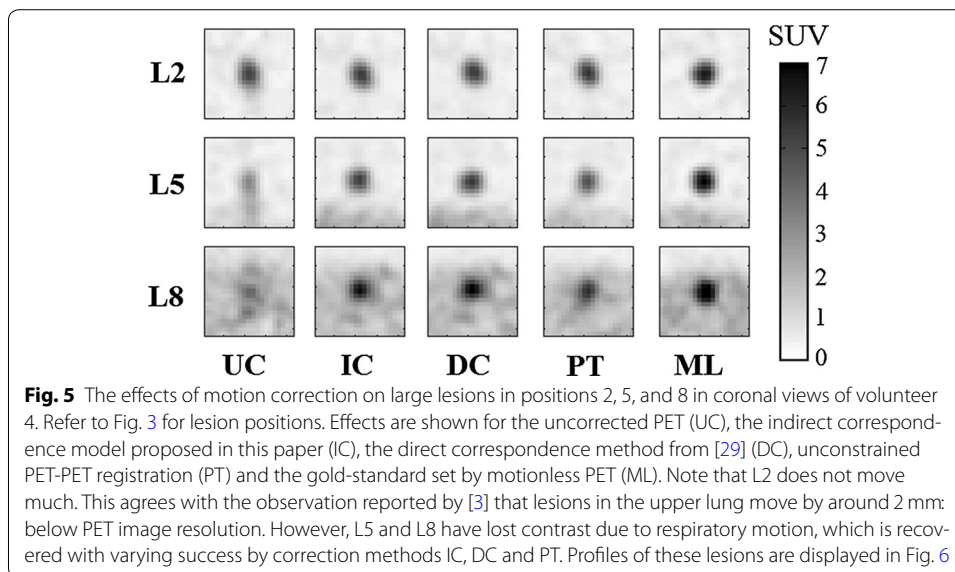 SUV
L2
7
6
5
L5
4
3
2
L8
1
0
UC IC DC PT ML
Fig. 5 The effects of motion correction on large lesions in positions 2, 5, and 8 in coronal views of volunteer
4. Refer to Fig. 3 for lesion positions. Effects are shown for the uncorrected PET (UC), the indirect correspond-
ence model proposed in this paper (IC), the direct correspondence method from [29] (DC), unconstrained
PET-PET registration (PT) and the gold-standard set by motionless PET (ML). Note that L2 does not move
much. This agrees with the observation reported by [3] that lesions in the upper lung move by around 2 mm:
below PET image resolution. However, L5 and L8 have lost contrast due to respiratory motion, which is recov-
ered with varying success by correction methods IC, DC and PT. Profiles of these lesions are displayed in Fig. 6